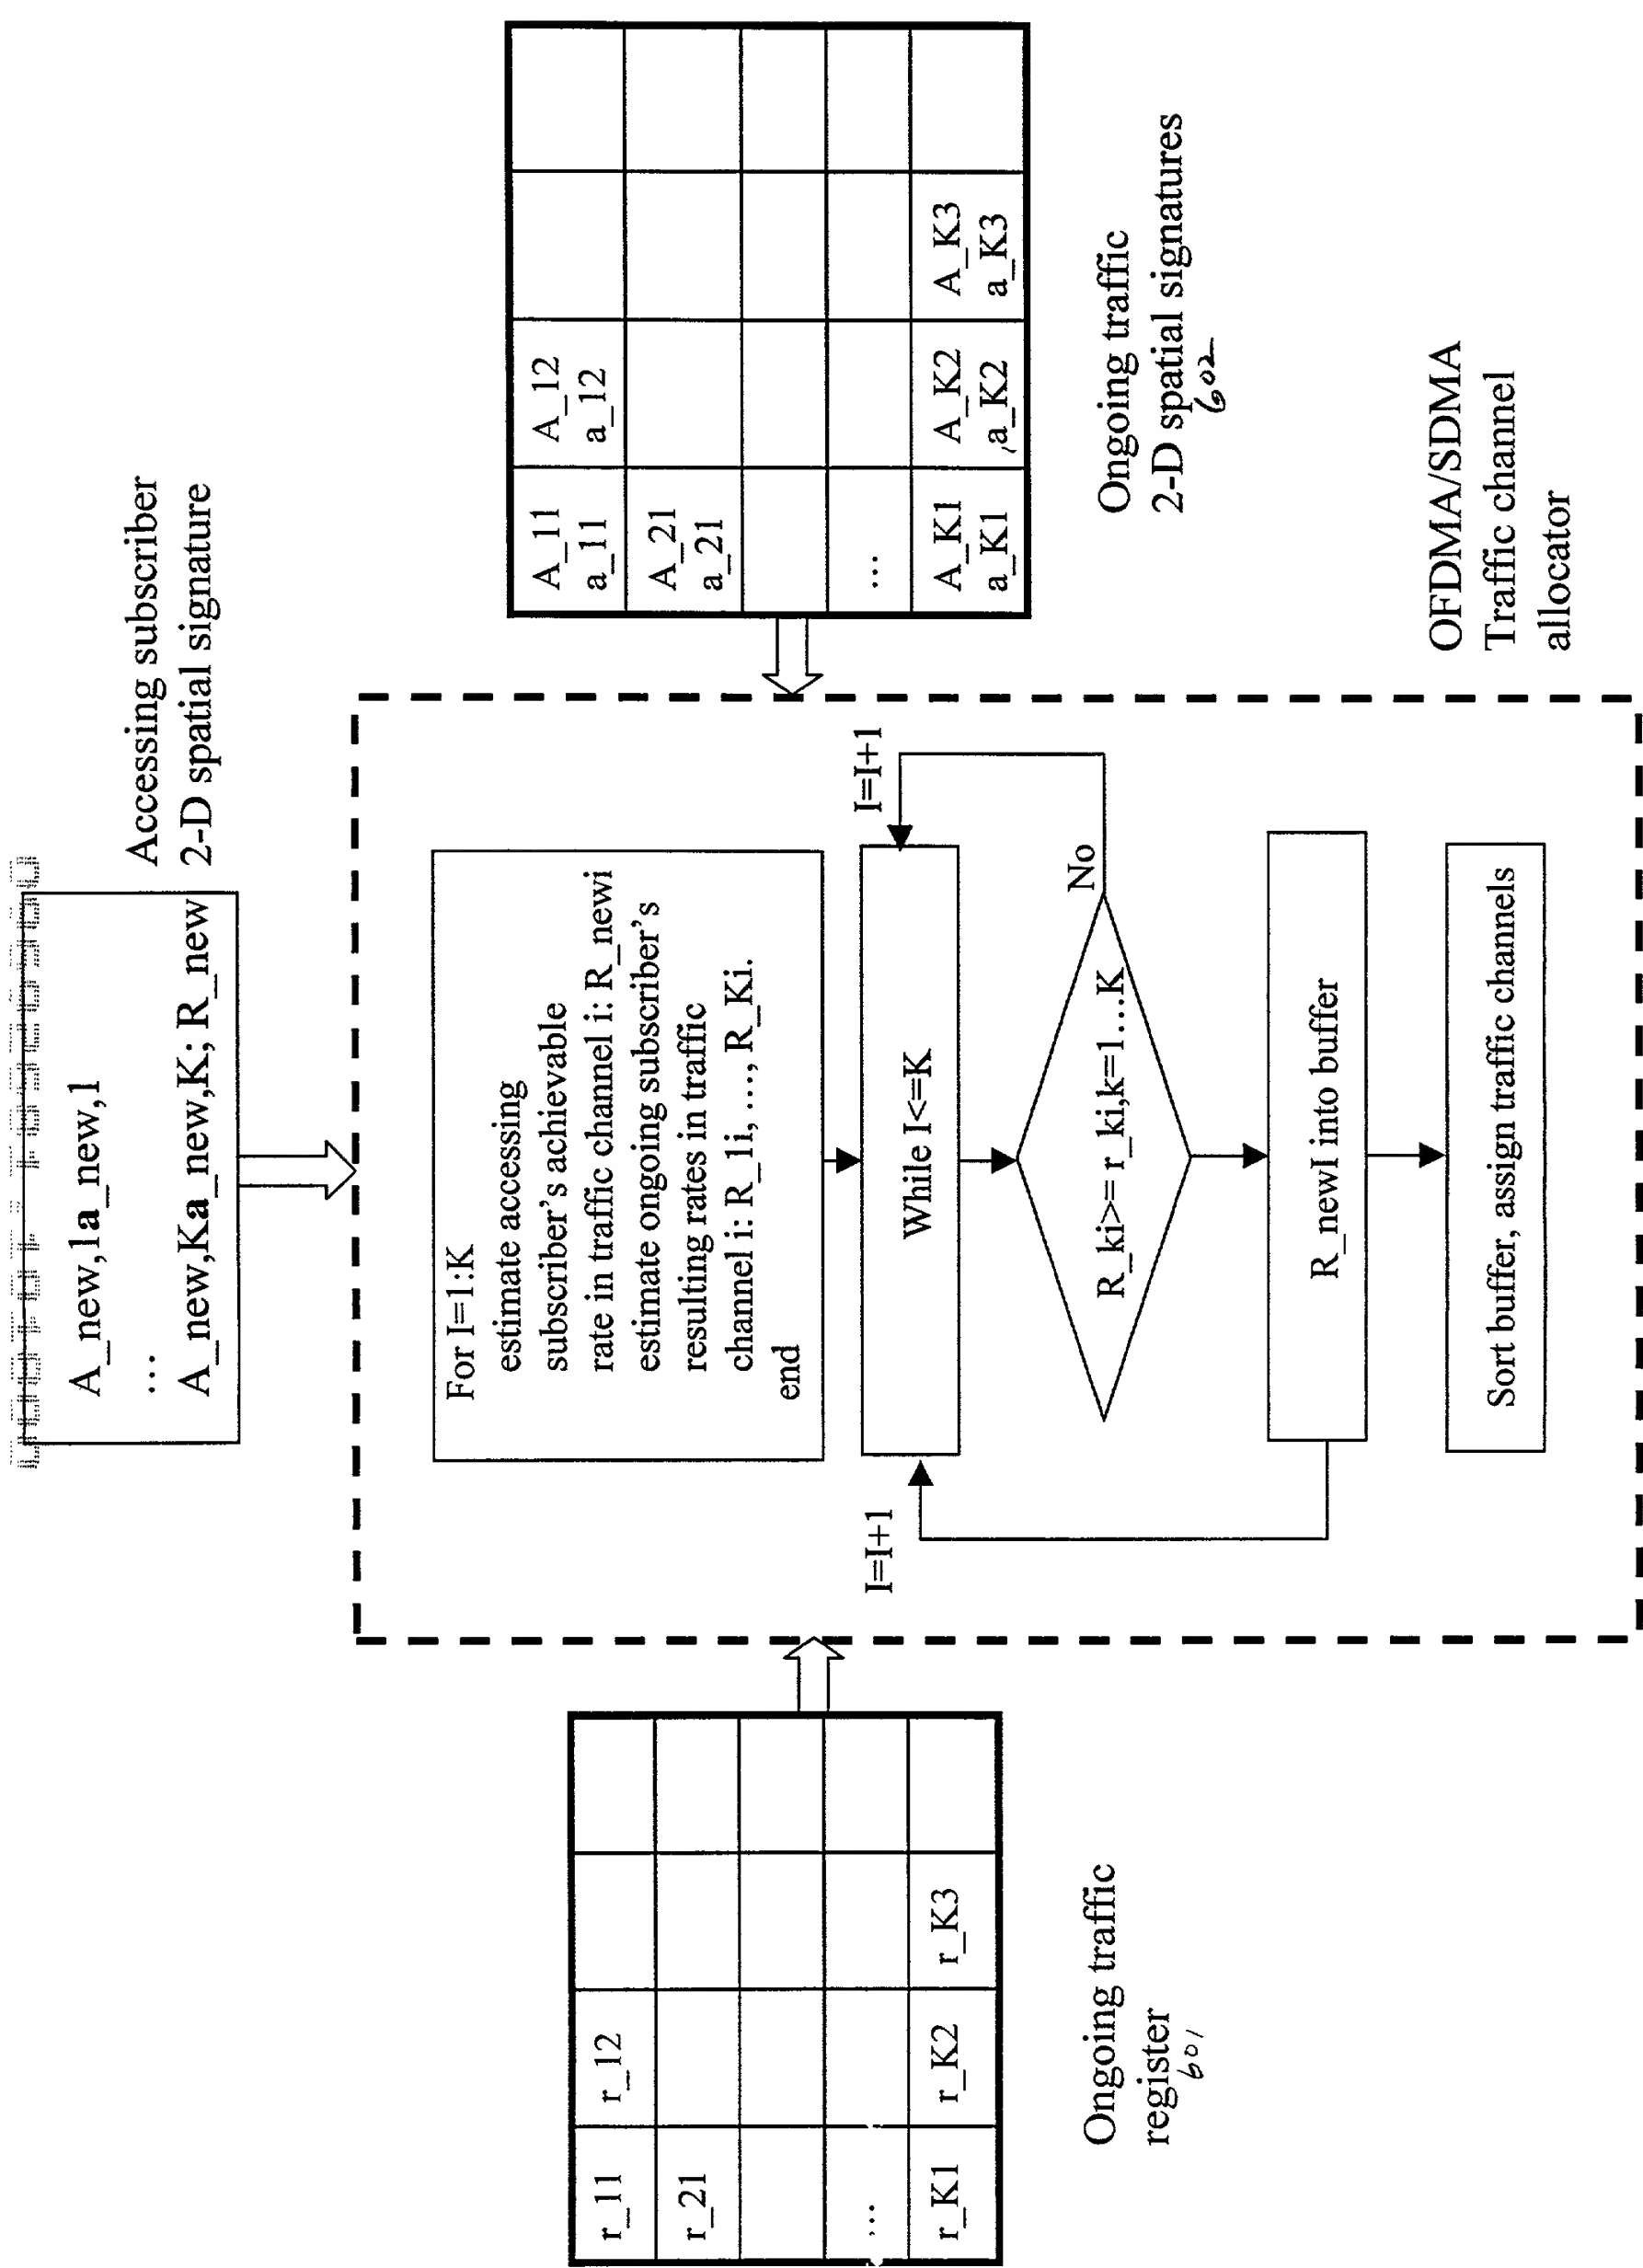 A_new,1a_new,1
…
A_new,Ka_new,K; R_new
Accessing subscriber
2-D spatial signature
r_11 r_12
r_21
…
r_K1 r_K2 r_K3
Ongoing traffic
register
601
For I=1:K
estimate accessing
subscriber's achievable
rate in traffic channel i: R_newi
estimate ongoing subscriber's
resulting rates in traffic
channel i: R_1i, …, R_Ki.
end
I=I+1
I=I+1
While I<=K
R_ki>= r_ki,k=1…K
No
R_newI into buffer
Sort buffer, assign traffic channels
A_11 A_12
a_11 a_12
A_21
a_21
…
A_K1 A_K2 A_K3
a_K1 a_K2 a_K3
Ongoing traffic
2-D spatial signatures
602
OFDMA/SDMA
Traffic channel
allocator